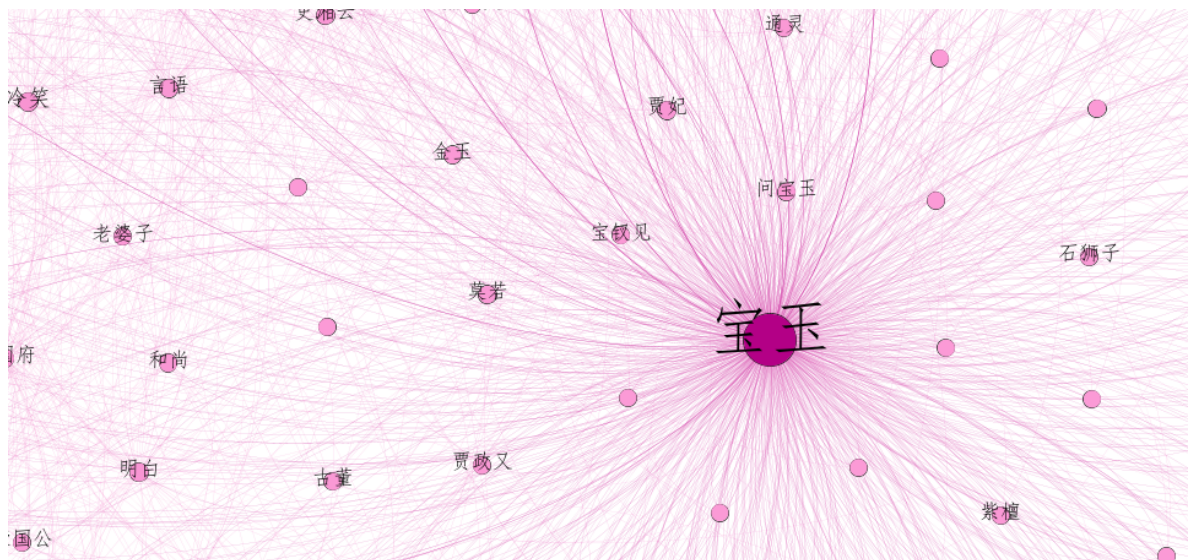 史湘云
通灵
言语
冷笑
贾妃
金玉
问宝玉
老婆子
宝钗见
石狮子
莫若
宝玉
府
和尚
明白
贾政又
古董
紫檀
国公